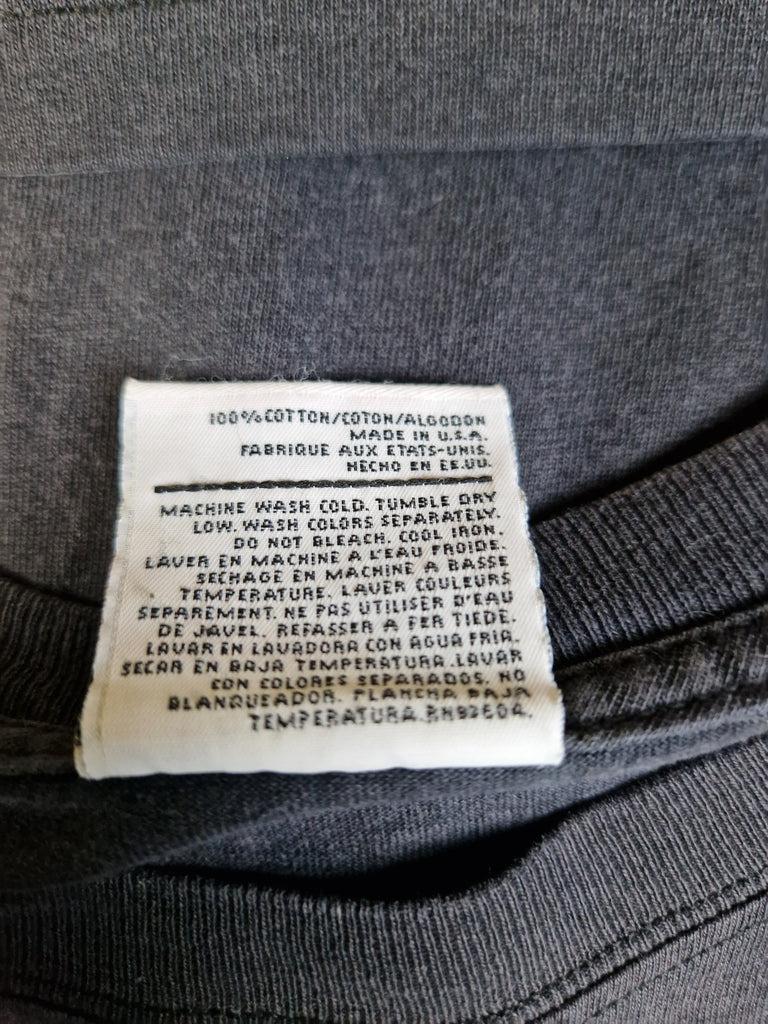 100% COTTON/COTON/ALGODON
MADE IN U.S.A.
FABRIQUE AUX ETATS-UNIS.
HECHO EN EE.UU.
MACHINE WASH COLD. TUMBLE DRY
LOW. WASH COLORS SEPARATELY.
DO NOT BLEACH. COOL IRON.
LAVER EN MACHINE A L'EAU FROIDE.
SECHAGE EN MACHINE A BASSE
TEMPERATURE. LAVER COULEURS
SEPAREMENT. NE PAS UTILISER D'EAU
DE JAVEL. REPASSER A FER TIEDE.
LAVAR EN LAVADORA CON AGUA FRIA.
SECAR EN BAJA TEMPERATURA.LAVAR
CON COLORES SEPARADOS. NO
BLANQUEADOR. PLANCHA BAJA
TEMPERATURA.RN92604.